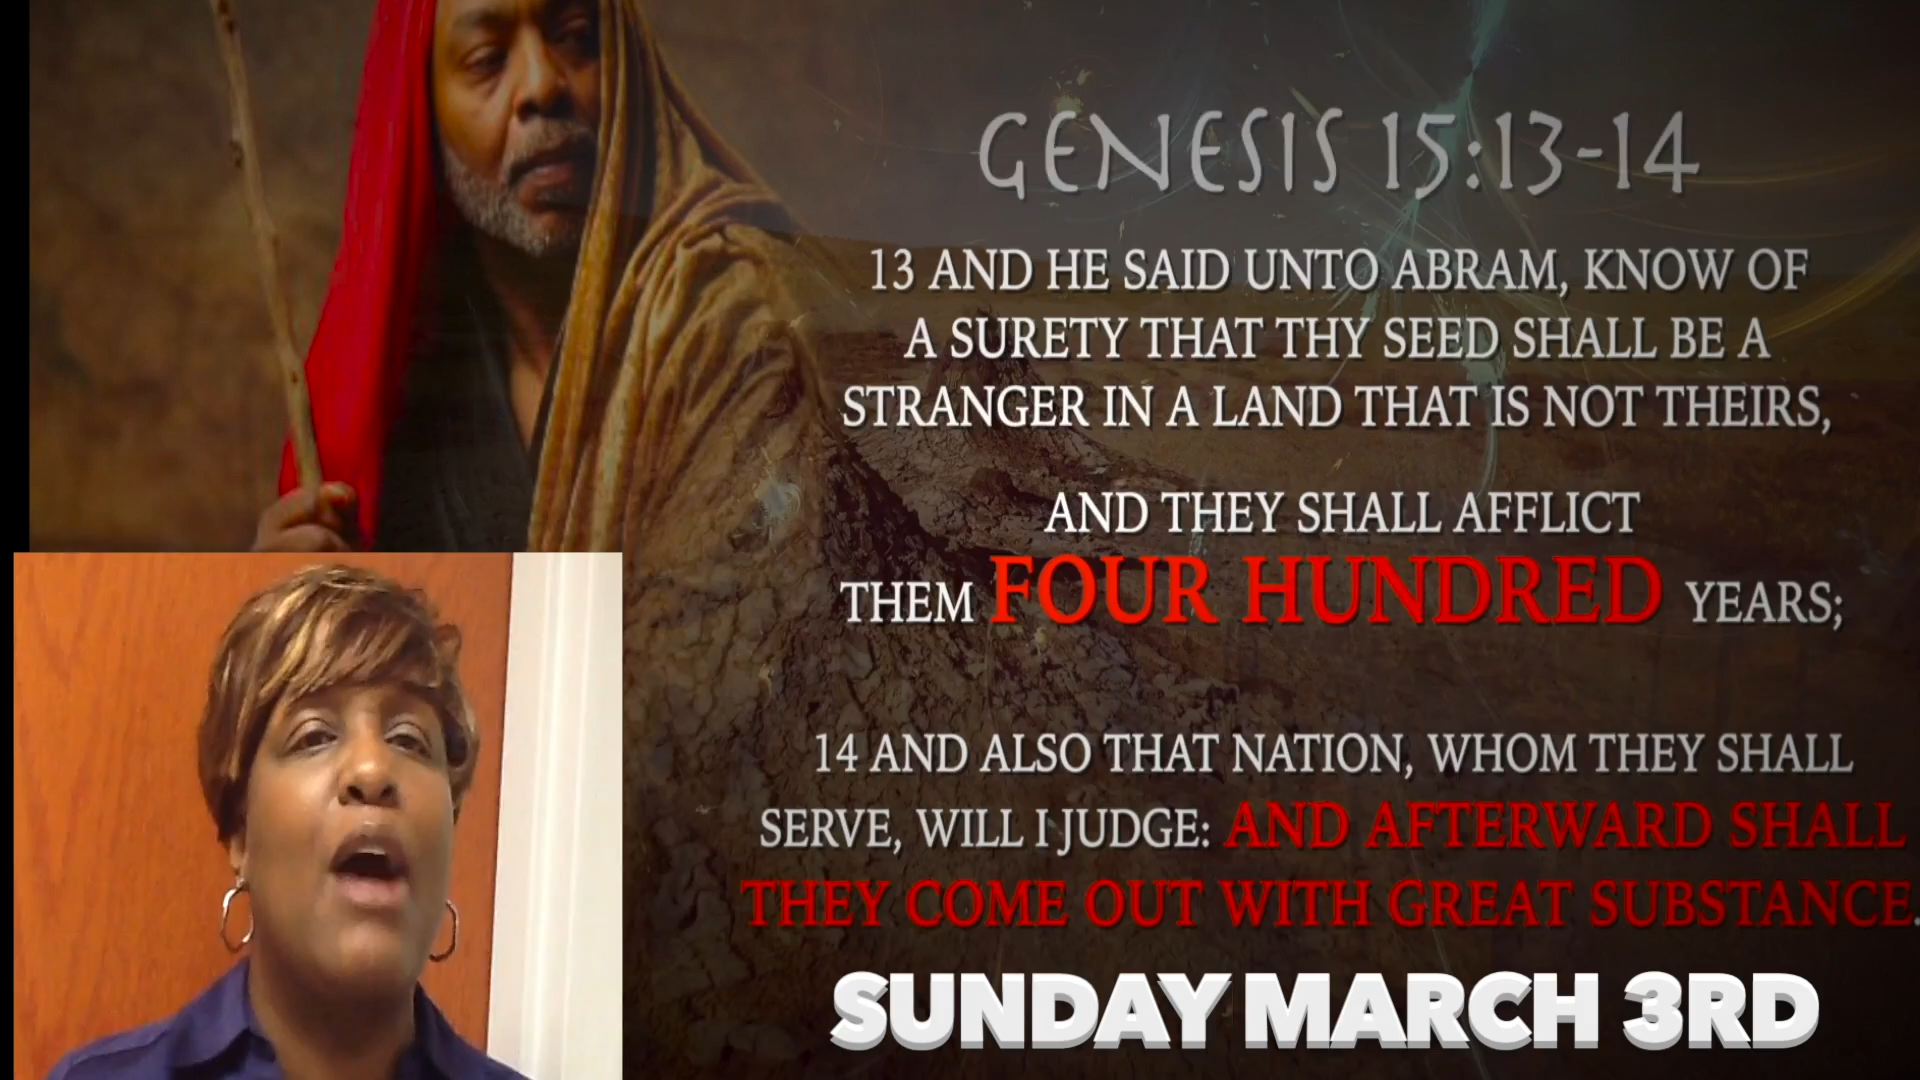 GENESIS 15:13-14
13 AND HE SAID UNTO ABRAM, KNOW OF
A SURETY THAT THY SEED SHALL BE A
STRANGER IN A LAND THAT IS NOT THEIRS,
AND THEY SHALL AFFLICT
THEM FOUR HUNDRED YEARS;
14 AND ALSO THAT NATION, WHOM THEY SHALL
SERVE, WILL I JUDGE: AND AFTERWARD SHALL
THEY COME OUT WITH GREAT SUBSTANCE.
SUNDAY MARCH 3RD